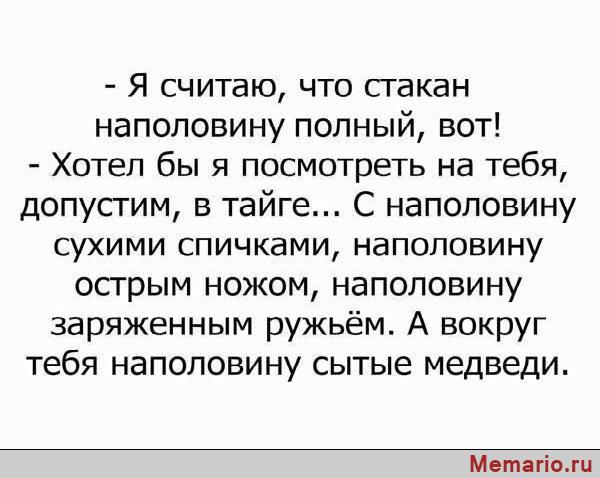 - Я считаю, что стакан
наполовину полный, вот!
- Хотел бы я посмотреть на тебя,
допустим, в тайге... С наполовину
сухими спичками, наполовину
острым ножом, наполовину
заряженным ружьём. А вокруг
тебя наполовину сытые медведи.
Memario.ru